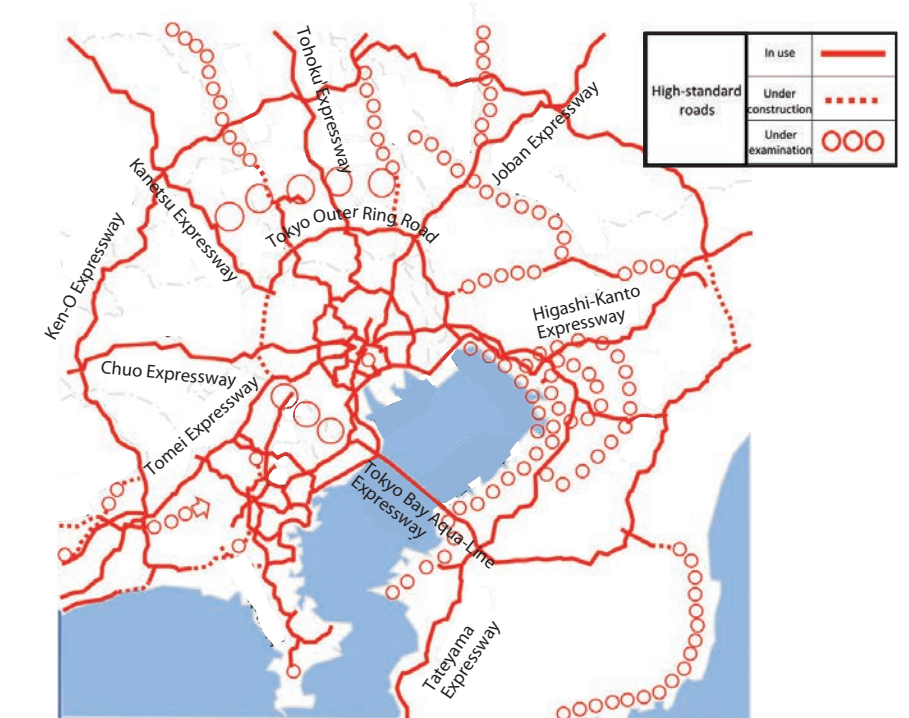 High-standard
roads
In use
Under
construction
Under
examination
Tohoku Expressway
Joban Expressway
Kanetsu Expressway
Tokyo Outer Ring Road
Ken-O Expressway
Higashi-Kanto
Expressway
Chuo Expressway
Tomei Expressway
Tokyo Bay Aqua-Line
Expressway
Tateyama
Expressway